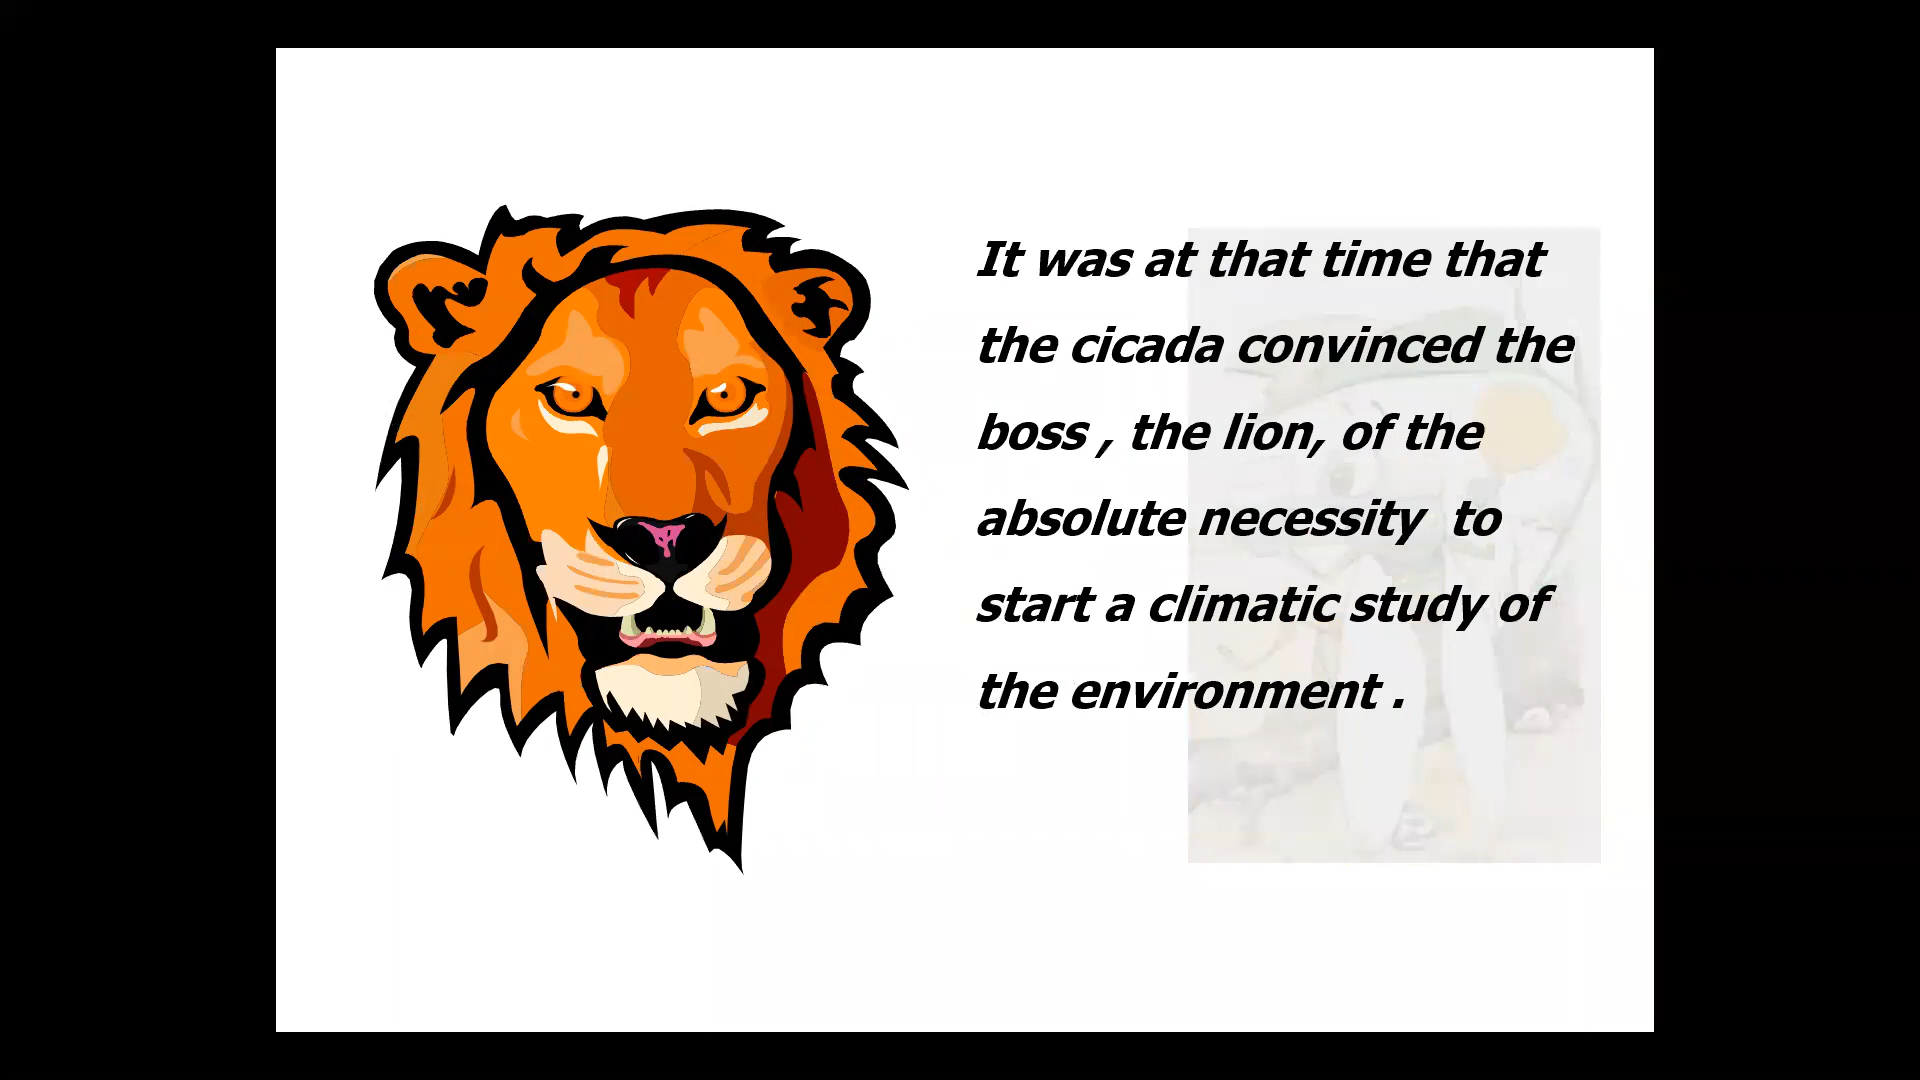 It was at that time that
the cicada convinced the
boss , the lion, of the
absolute necessity  to
start a climatic study of
the environment .